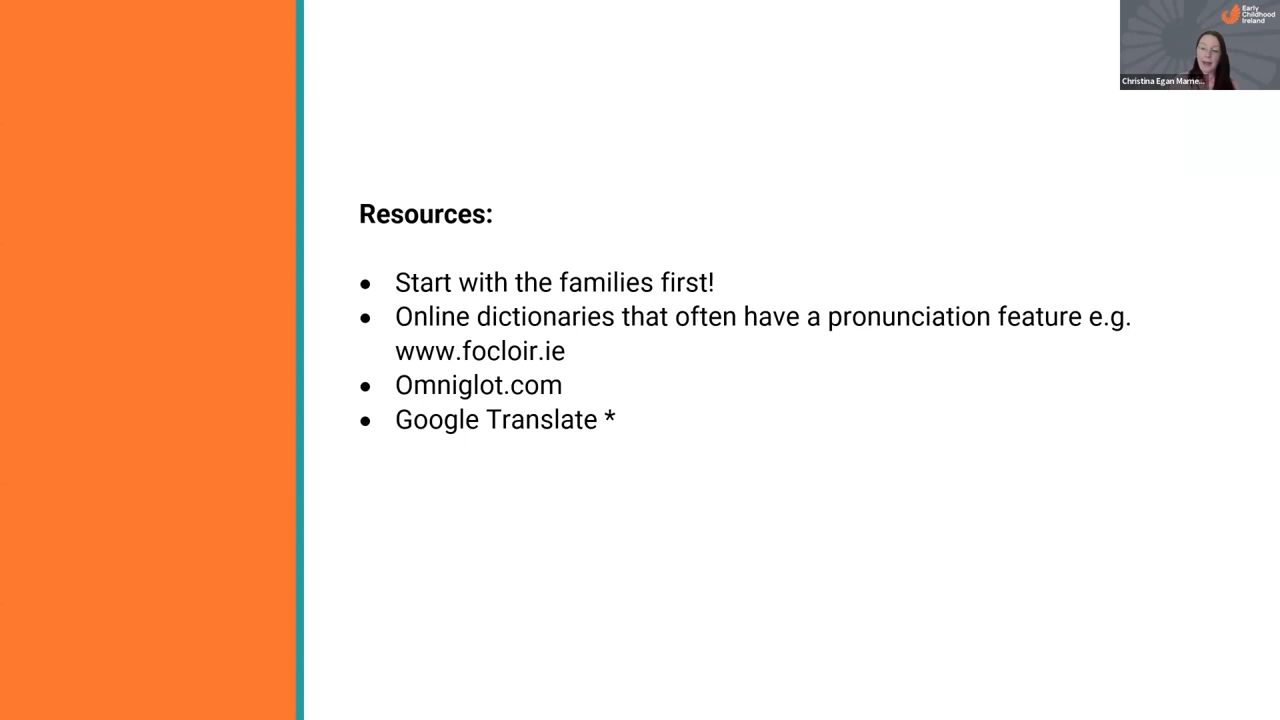 Early
Childhood
Ireland
Christina Egan Marne...
Resources:
• Start with the families first!
• Online dictionaries that often have a pronunciation feature e.g.
www.focloir.ie
• Omniglot.com
• Google Translate *